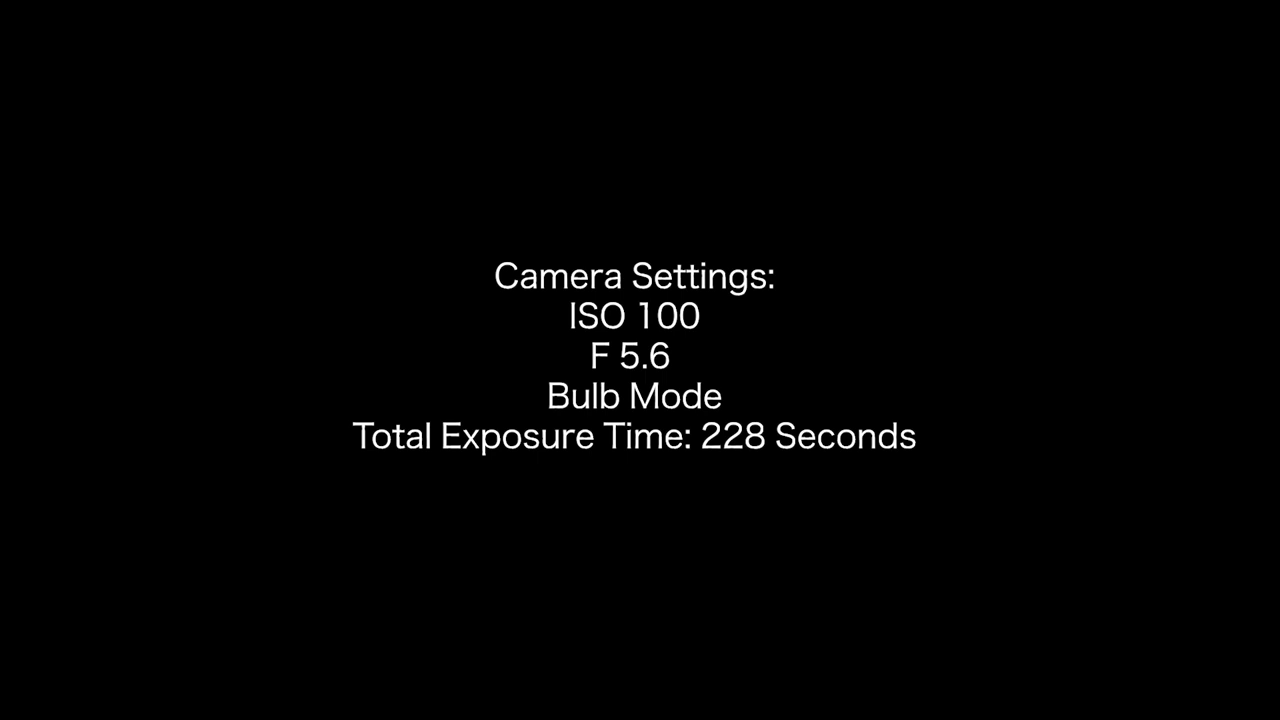 Camera Settings:
ISO 100
F 5.6
Bulb Mode
Total Exposure Time: 228 Seconds